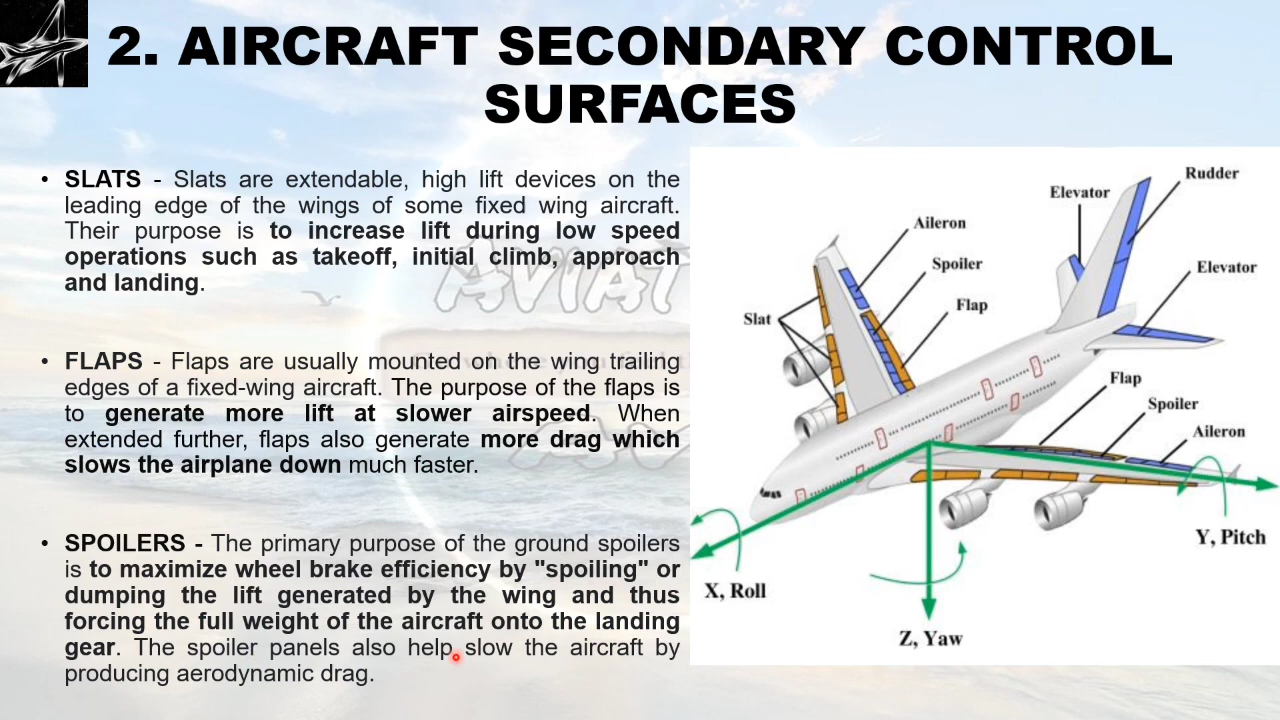 2. AIRCRAFT SECONDARY CONTROL
SURFACES
• SLATS - Slats are extendable, high lift devices on the
leading edge of the wings of some fixed wing aircraft.
Their purpose is to increase lift during low speed
operations such as takeoff, initial climb, approach
and landing.
• FLAPS - Flaps are usually mounted on the wing trailing
edges of a fixed-wing aircraft. The purpose of the flaps is
to generate more lift at slower airspeed. When
extended further, flaps also generate more drag which
slows the airplane down much faster.
• SPOILERS - The primary purpose of the ground spoilers
is to maximize wheel brake efficiency by "spoiling" or
dumping the lift generated by the wing and thus
forcing the full weight of the aircraft onto the landing
gear. The spoiler panels also help slow the aircraft by
producing aerodynamic drag.
Rudder
Elevator
Aileron
Spoiler
Elevator
Flap
Slat
Flap
Spoiler
Aileron
Y, Pitch
X, Roll
Z, Yaw